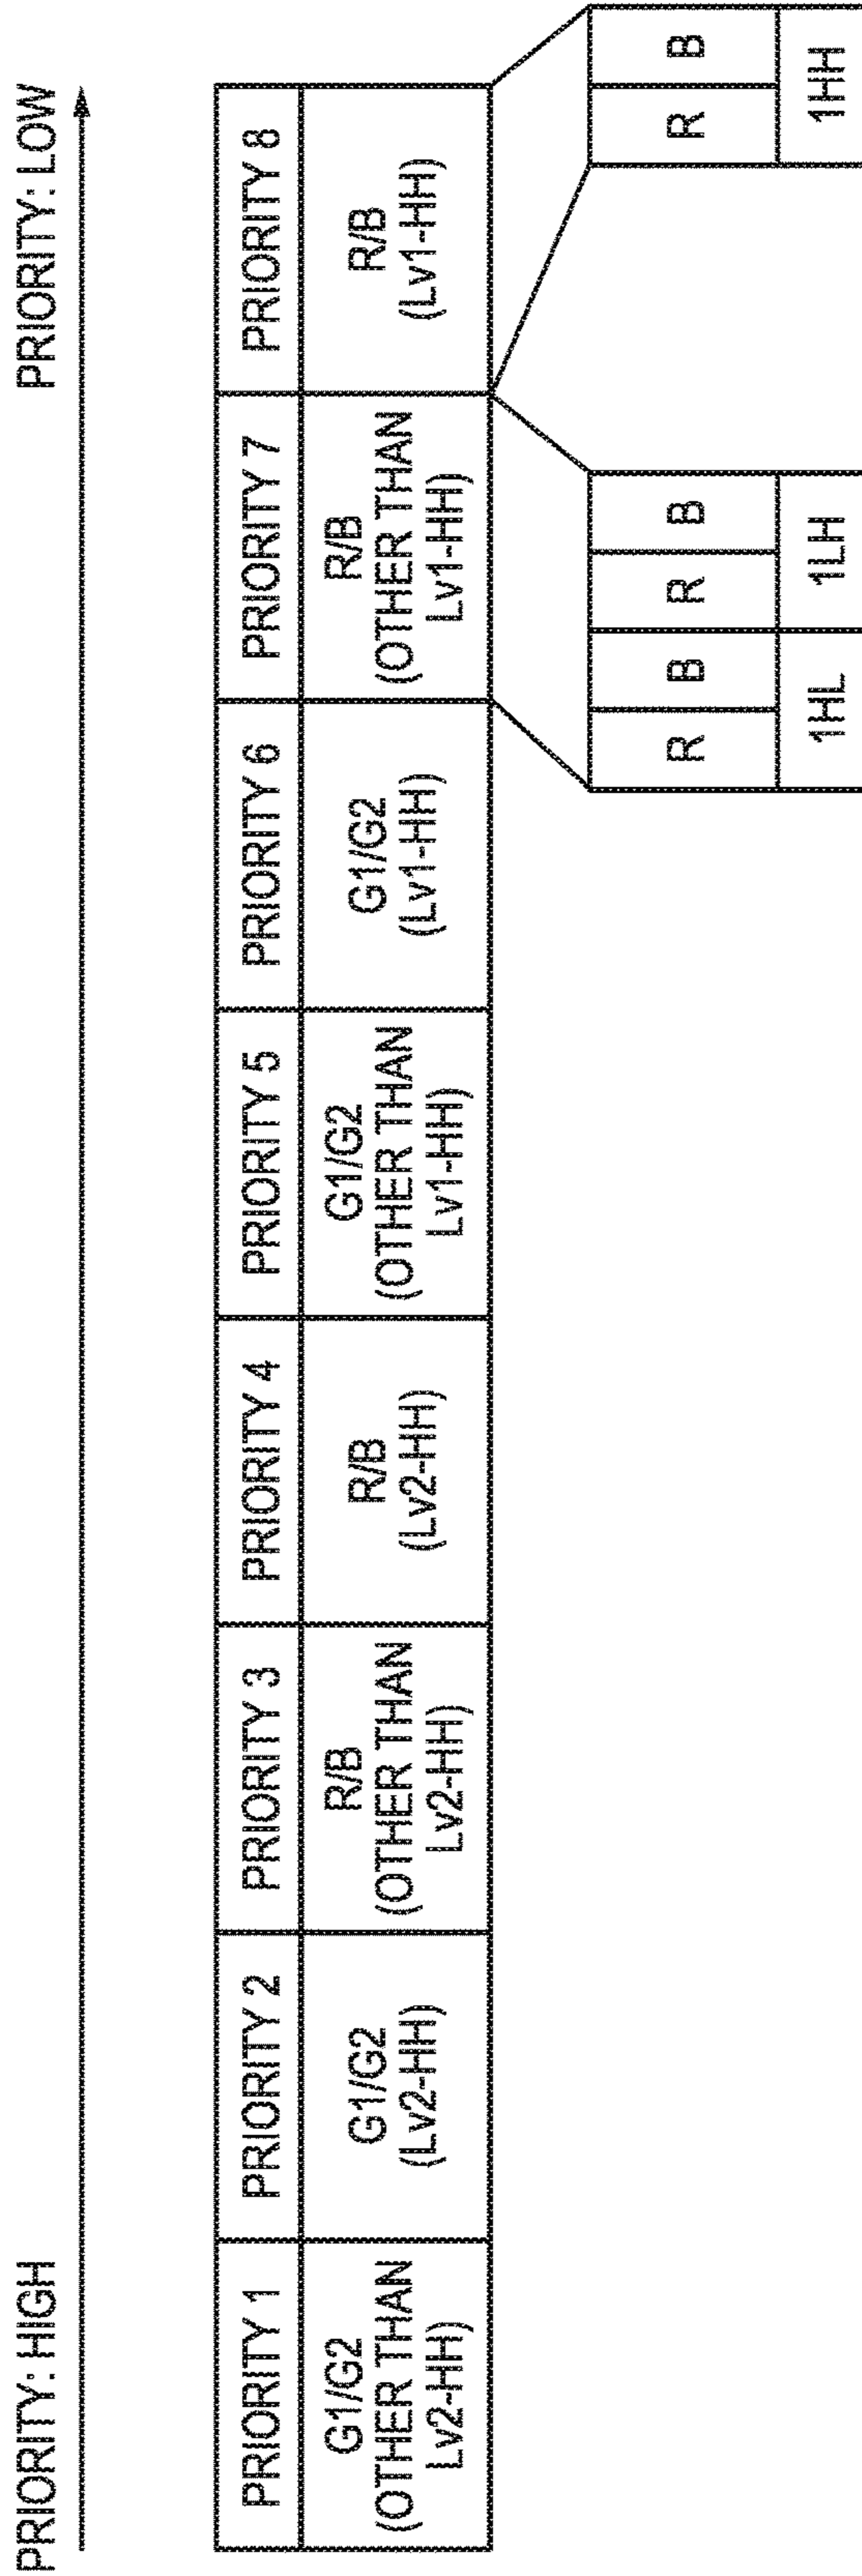 PRIORITY: HIGH
PRIORITY: LOW
PRIORITY 1
PRIORITY 2
PRIORITY 3
PRIORITY 4
PRIORITY 5
PRIORITY 6
PRIORITY 7
PRIORITY 8
G1/G2
(OTHER THAN
Lv2-HH)
G1/G2
(Lv2-HH)
R/B
(OTHER THAN
Lv2-HH)
R/B
(Lv2-HH)
G1/G2
(OTHER THAN
Lv1-HH)
G1/G2
(Lv1-HH)
R/B
(OTHER THAN
Lv1-HH)
R/B
(Lv1-HH)
R
B
R
B
R
B
1HL
1LH
1HH